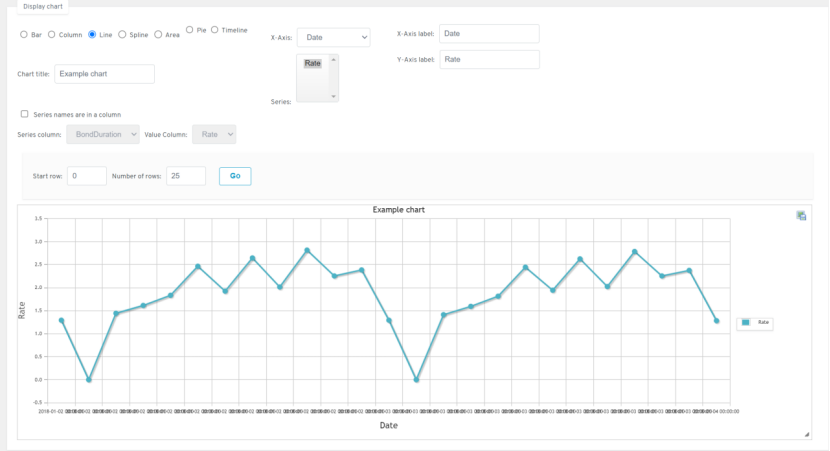 Display chart
Bar Column Line Spline Area Pie Timeline
X-Axis: Date
X-Axis label: Date
Y-Axis label: Rate
Chart title: Example chart
Series: Rate
Series names are in a column
Series column: BondDuration Value Column: Rate
Start row: 0 Number of rows: 25 Go
Example chart
3.5
3.0
2.5
2.0
1.5
1.0
0.5
0.0
-0.5
Rate
Rate
Date